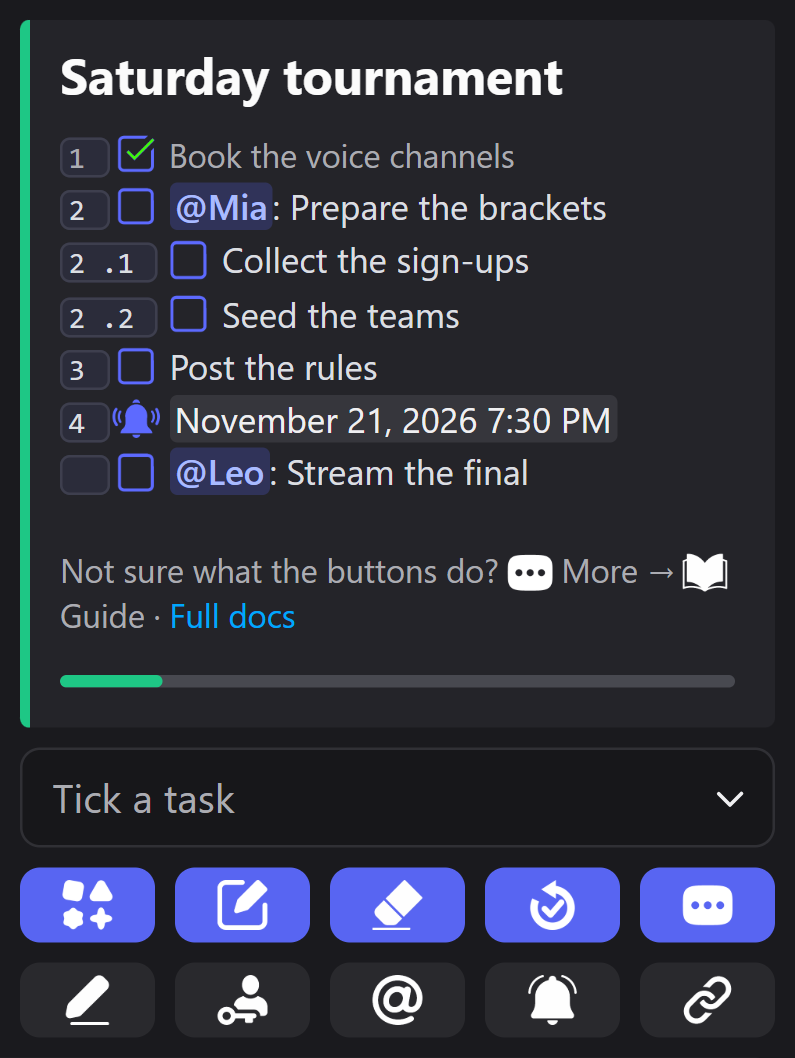 Saturday tournament
1 Book the voice channels
2 @Mia: Prepare the brackets
2 .1 Collect the sign-ups
2 .2 Seed the teams
3 Post the rules
4 November 21, 2026 7:30 PM
@Leo: Stream the final
Not sure what the buttons do? More →
Guide · Full docs
Tick a task